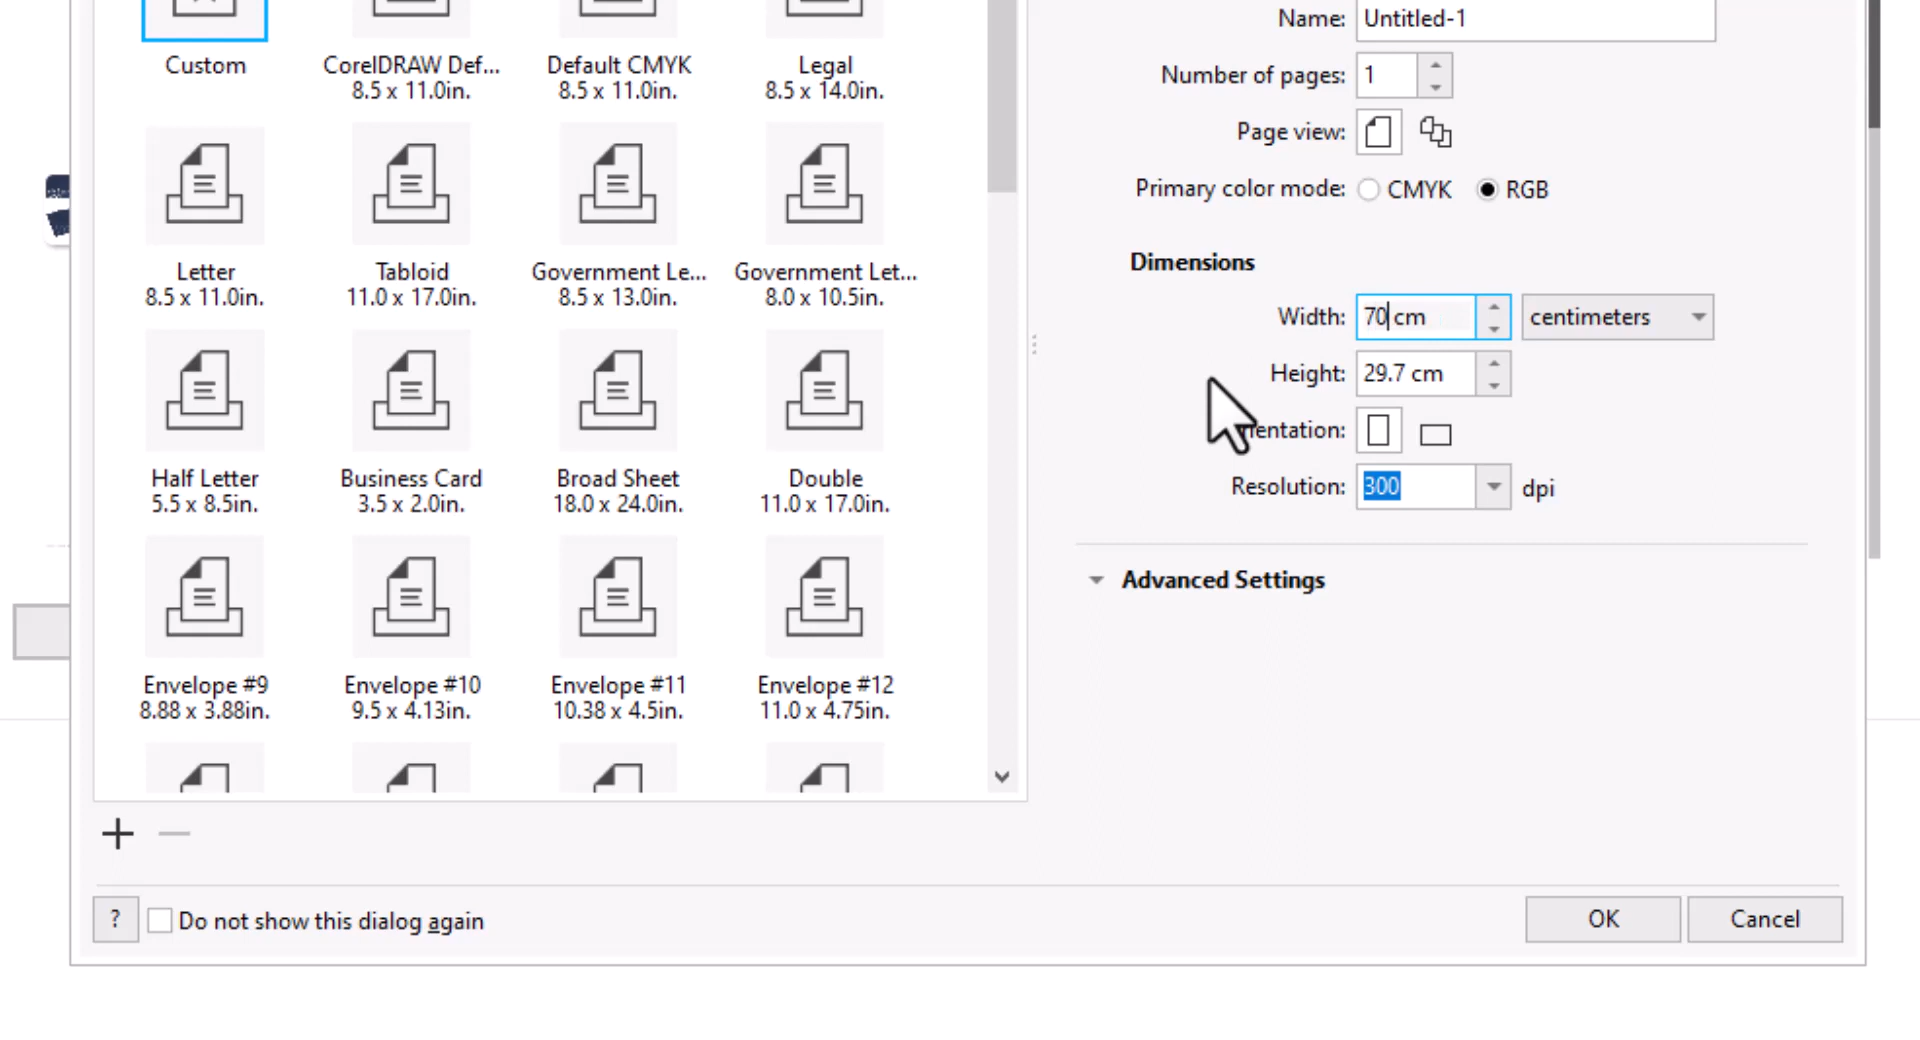 Custom
CorelDRAW Def...
8.5 x 11.0in.
Default CMYK
8.5 x 11.0in.
Legal
8.5 x 14.0in.
Letter
8.5 x 11.0in.
Tabloid
11.0 x 17.0in.
Government Le...
8.5 x 13.0in.
Government Let...
8.0 x 10.5in.
Half Letter
5.5 x 8.5in.
Business Card
3.5 x 2.0in.
Broad Sheet
18.0 x 24.0in.
Double
11.0 x 17.0in.
Envelope #9
8.88 x 3.88in.
Envelope #10
9.5 x 4.13in.
Envelope #11
10.38 x 4.5in.
Envelope #12
11.0 x 4.75in.
Name: Untitled-1
Number of pages: 1
Page view:
Primary color mode: CMYK RGB
Dimensions
Width: 70 cm centimeters
Height: 29.7 cm
entation:
Resolution: 300 dpi
Advanced Settings
? Do not show this dialog again
OK Cancel